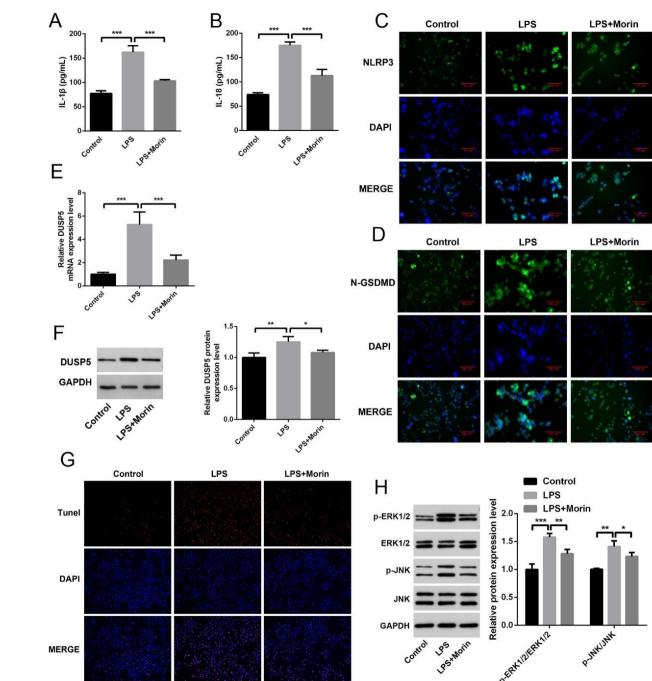 A
IL-1β (pg/mL)
200
150
100
50
0
***
***
Control
LPS
LPS+Morin
B
IL-18 (pg/mL)
200
150
100
50
0
***
***
Control
LPS
LPS+Morin
C
Control
LPS
LPS+Morin
NLRP3
DAPI
MERGE
D
Control
LPS
LPS+Morin
N-GSDMD
DAPI
MERGE
E
Relative DUSP5
mRNA expression level
8
6
4
2
0
***
***
Control
LPS
LPS+Morin
F
DUSP5
GAPDH
Control
LPS
LPS+Morin
Relative DUSP5 protein
expression level
1.5
1.0
0.5
0.0
**
*
Control
LPS
LPS+Morin
G
Control
LPS
LPS+Morin
Tunel
DAPI
MERGE
H
p-ERK1/2
ERK1/2
p-JNK
JNK
GAPDH
Control
LPS
LPS+Morin
Control
LPS
LPS+Morin
Relative protein expression level
2.0
1.5
1.0
0.5
0.0
***
**
**
*
p-ERK1/2/ERK1/2
p-JNK/JNK